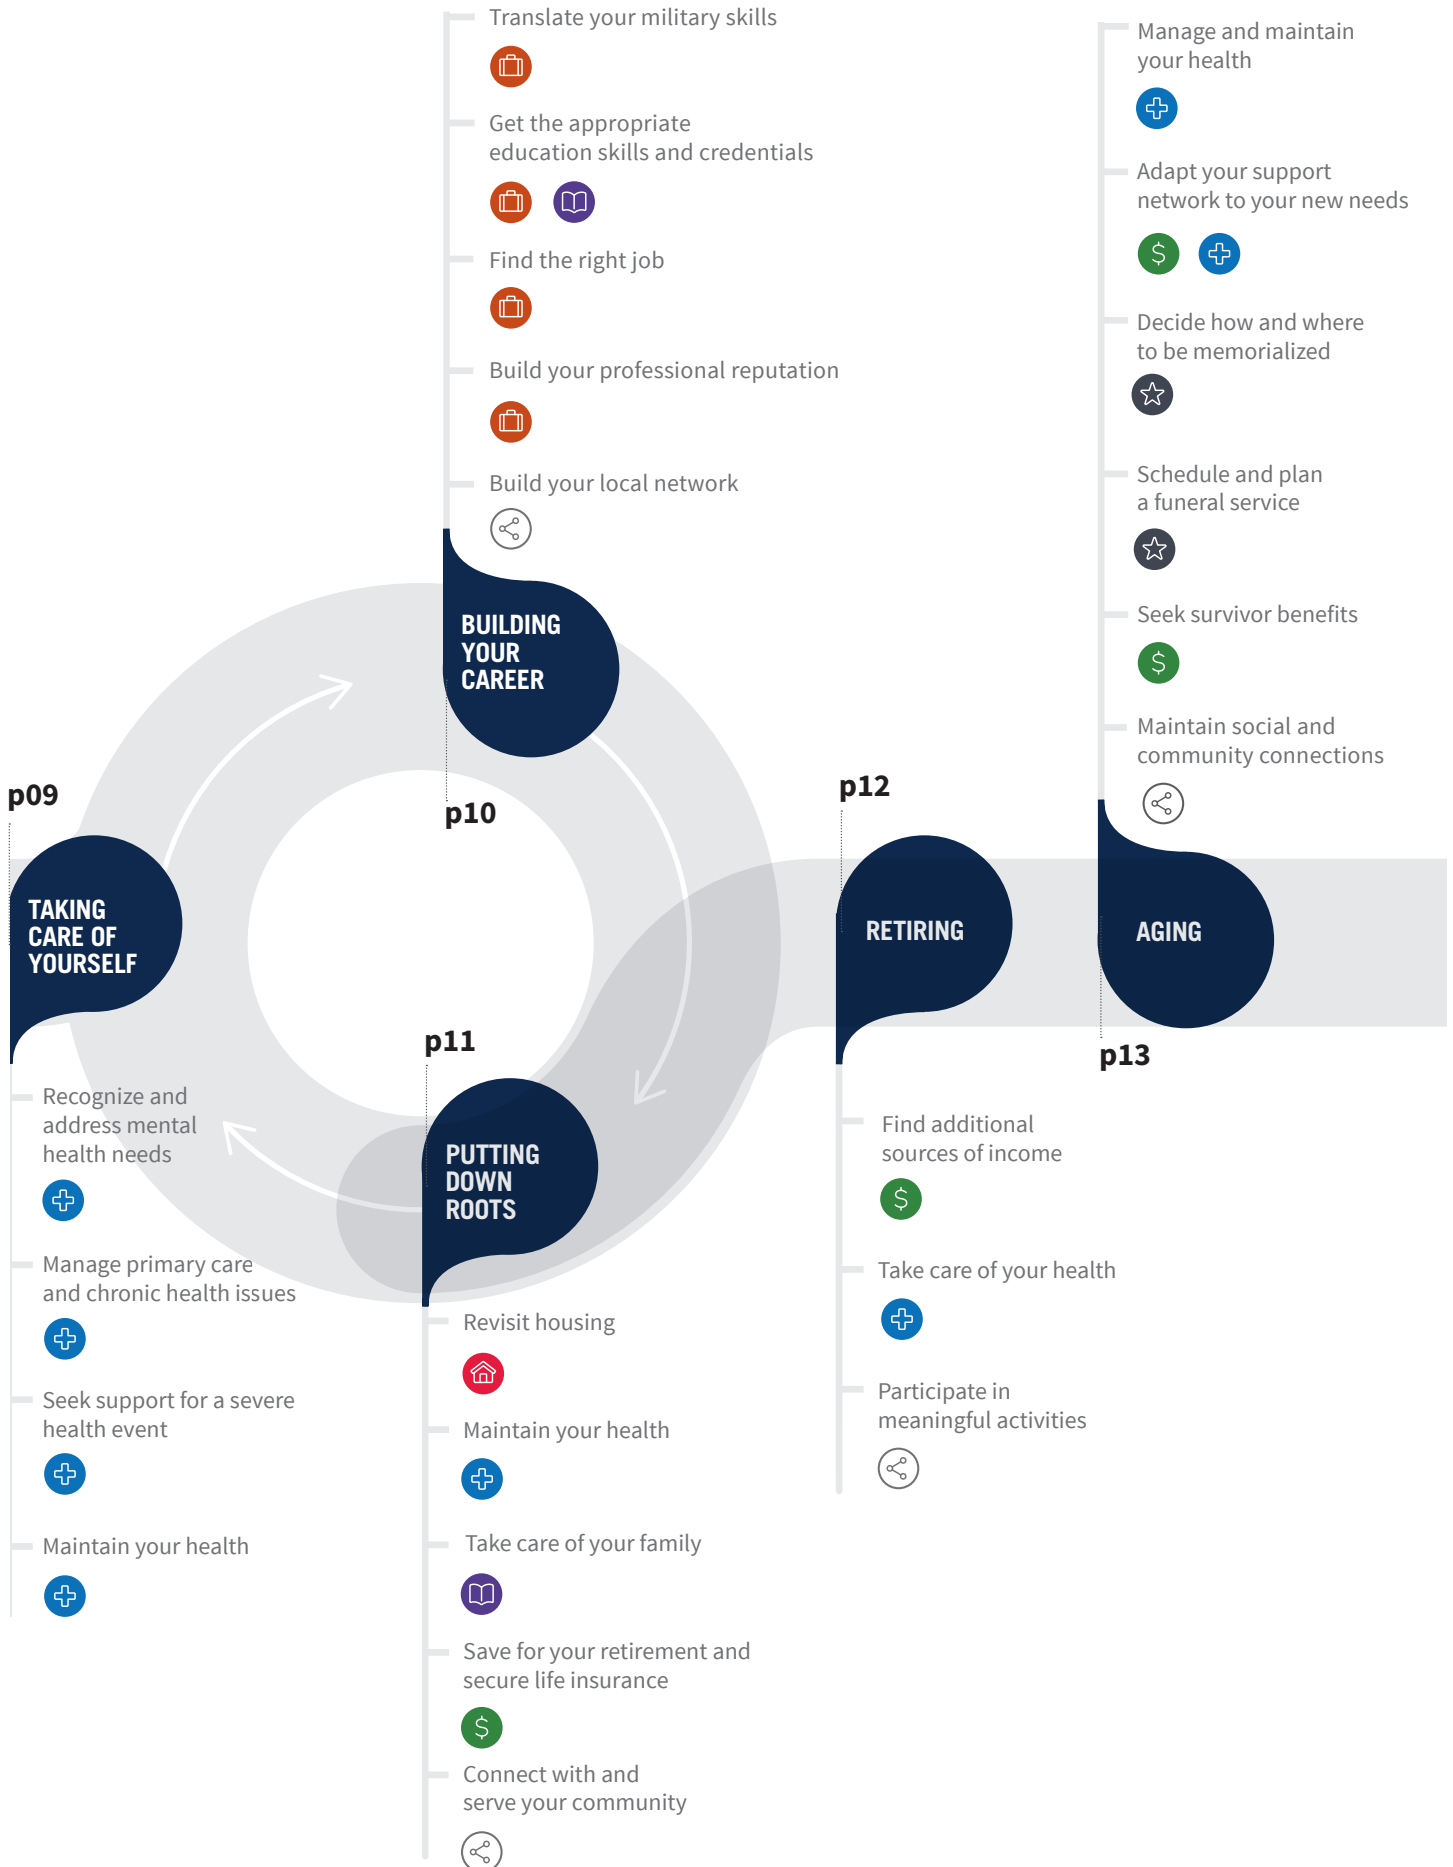 Translate your military skills
Get the appropriate
education skills and credentials
Find the right job
Build your professional reputation
Build your local network
BUILDING
YOUR
CAREER
p10
Manage and maintain
your health
Adapt your support
network to your new needs
Decide how and where
to be memorialized
Schedule and plan
a funeral service
Seek survivor benefits
Maintain social and
community connections
AGING
p13
p09
TAKING
CARE OF
YOURSELF
Recognize and
address mental
health needs
Manage primary care
and chronic health issues
Seek support for a severe
health event
Maintain your health
p11
PUTTING
DOWN
ROOTS
Revisit housing
Maintain your health
Take care of your family
Save for your retirement and
secure life insurance
Connect with and
serve your community
p12
RETIRING
Find additional
sources of income
Take care of your health
Participate in
meaningful activities